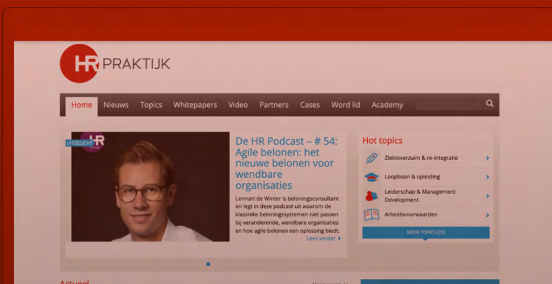 HR PRAKTIJK
Home Nieuws Topics Whitepapers Video Partners Cases Word lid Academy
UITGELICHT
De HR Podcast – # 54:
Agile belonen: het
nieuwe belonen voor
wendbare
organisaties
Lennart de Winter is beloningsconsultant
en legt in deze podcast uit waarom de
klassieke beloningssystemen niet passen
bij veranderende, wendbare organisaties
en hoe agile belonen een oplossing biedt.
Lees verder
Hot topics
Ziekteverzuim & re-integratie
Loopbaan & opleiding
Leiderschap & Management
Development
Arbeidsvoorwaarden
MEER TOPICS (23)
Actueel